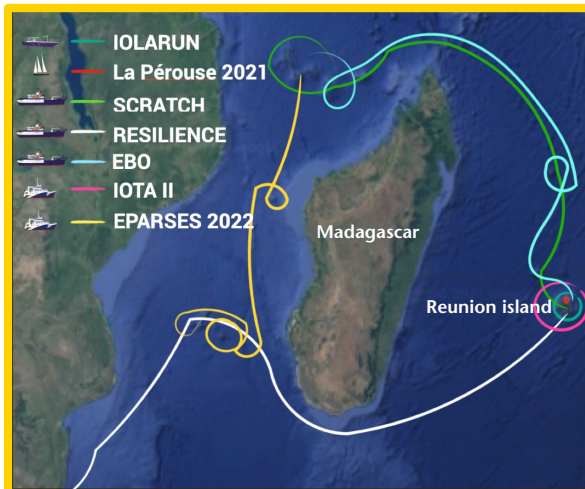 IOLARUN
La Pérouse 2021
SCRATCH
RESILIENCE
EBO
IOTA II
EPARSES 2022
Madagascar
Reunion island